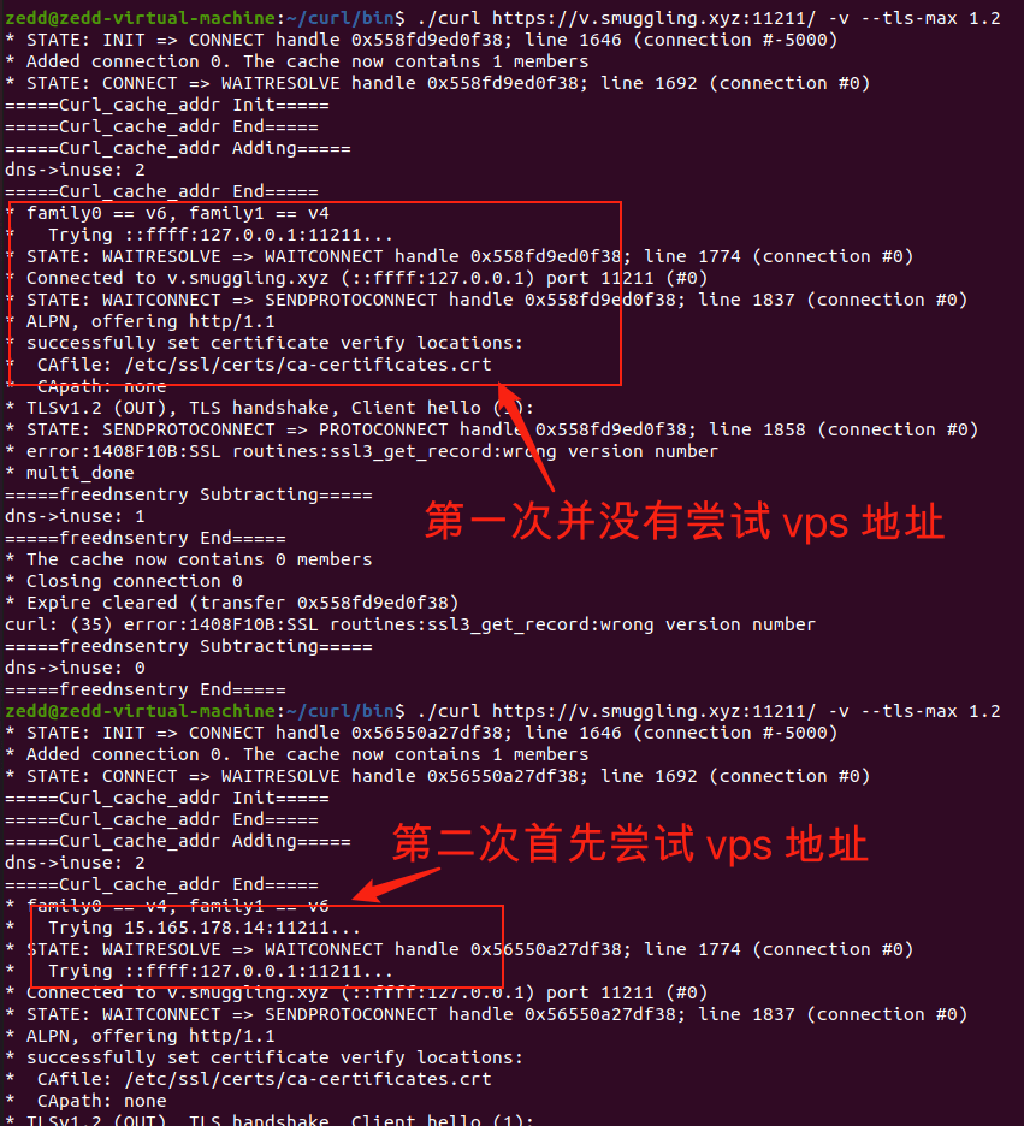 zedd@zedd-virtual-machine:~/curl/bin$ ./curl https://v.smuggling.xyz:11211/ -v --tls-max 1.2
* STATE: INIT => CONNECT handle 0x558fd9ed0f38; line 1646 (connection #-5000)
* Added connection 0. The cache now contains 1 members
* STATE: CONNECT => WAITRESOLVE handle 0x558fd9ed0f38; line 1692 (connection #0)
=====Curl_cache_addr Init=====
=====Curl_cache_addr End=====
=====Curl_cache_addr Adding=====
dns->inuse: 2
=====Curl_cache_addr End=====
* family0 == v6, family1 == v4
*   Trying ::ffff:127.0.0.1:11211...
* STATE: WAITRESOLVE => WAITCONNECT handle 0x558fd9ed0f38; line 1774 (connection #0)
* Connected to v.smuggling.xyz (::ffff:127.0.0.1) port 11211 (#0)
* STATE: WAITCONNECT => SENDPROTOCONNECT handle 0x558fd9ed0f38; line 1837 (connection #0)
* ALPN, offering http/1.1
* successfully set certificate verify locations:
*  CAfile: /etc/ssl/certs/ca-certificates.crt
*  CApath: none
* TLSv1.2 (OUT), TLS handshake, Client hello (1):
* STATE: SENDPROTOCONNECT => PROTOCONNECT handle 0x558fd9ed0f38; line 1858 (connection #0)
* error:1408F10B:SSL routines:ssl3_get_record:wrong version number
* multi_done
=====freednsentry Subtracting=====
dns->inuse: 1
第一次并没有尝试 vps 地址
=====freednsentry End=====
* The cache now contains 0 members
* Closing connection 0
* Expire cleared (transfer 0x558fd9ed0f38)
curl: (35) error:1408F10B:SSL routines:ssl3_get_record:wrong version number
=====freednsentry Subtracting=====
dns->inuse: 0
=====freednsentry End=====
zedd@zedd-virtual-machine:~/curl/bin$ ./curl https://v.smuggling.xyz:11211/ -v --tls-max 1.2
* STATE: INIT => CONNECT handle 0x56550a27df38; line 1646 (connection #-5000)
* Added connection 0. The cache now contains 1 members
* STATE: CONNECT => WAITRESOLVE handle 0x56550a27df38; line 1692 (connection #0)
=====Curl_cache_addr Init=====
=====Curl_cache_addr End=====
=====Curl_cache_addr Adding=====
第二次首先尝试 vps 地址
dns->inuse: 2
=====Curl_cache_addr End=====
* family0 == v4, family1 == v6
*   Trying 15.165.178.14:11211...
* STATE: WAITRESOLVE => WAITCONNECT handle 0x56550a27df38; line 1774 (connection #0)
*   Trying ::ffff:127.0.0.1:11211...
* Connected to v.smuggling.xyz (::ffff:127.0.0.1) port 11211 (#0)
* STATE: WAITCONNECT => SENDPROTOCONNECT handle 0x56550a27df38; line 1837 (connection #0)
* ALPN, offering http/1.1
* successfully set certificate verify locations:
*  CAfile: /etc/ssl/certs/ca-certificates.crt
*  CApath: none
* TLSv1.2 (OUT), TLS handshake, Client hello (1):